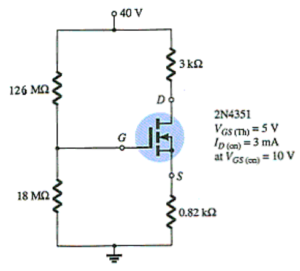 40 V
3 kΩ
126 MΩ
D
2N4351
V_{GS (Th)} = 5 V
G
I_{D (on)} = 3 mA
at V_{GS (on)} = 10 V
S
18 MΩ
0.82 kΩ